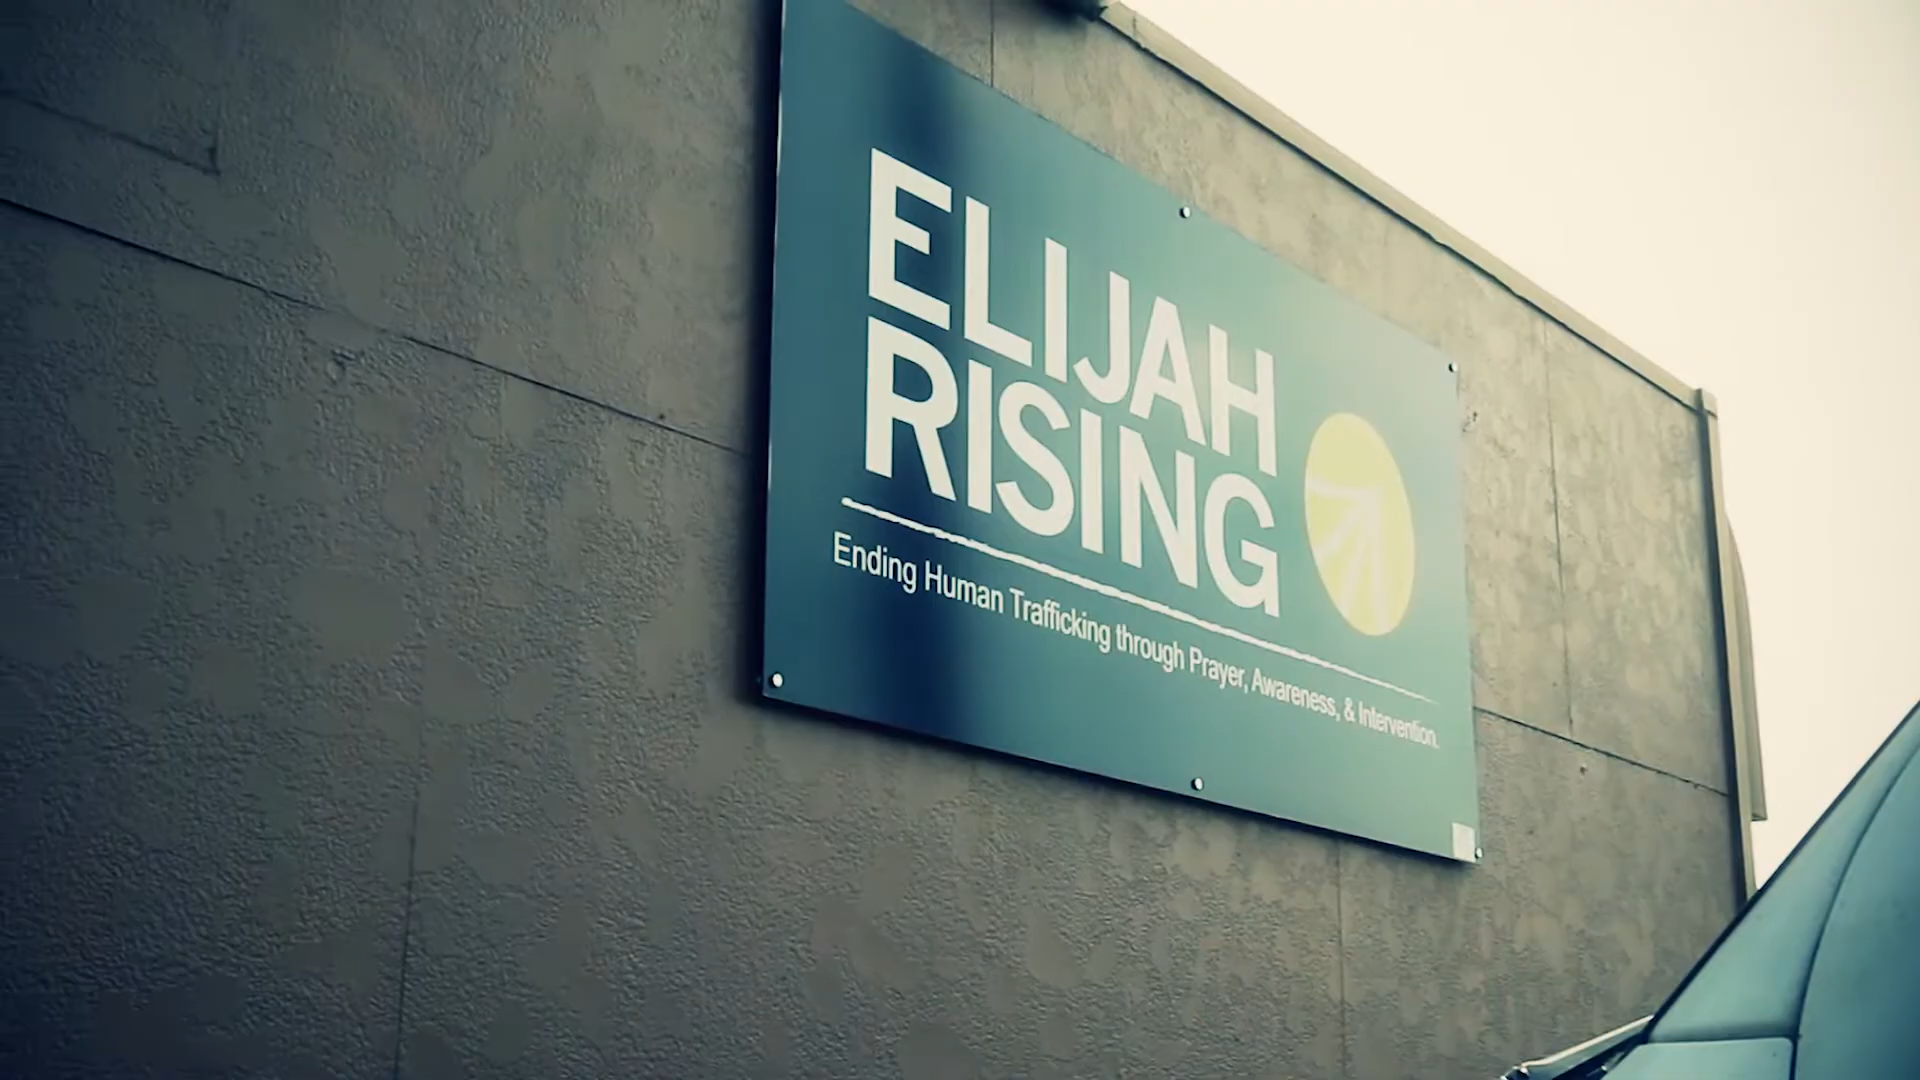 ELIJAH
RISING
Ending Human Trafficking through Prayer, Awareness, & Intervention.